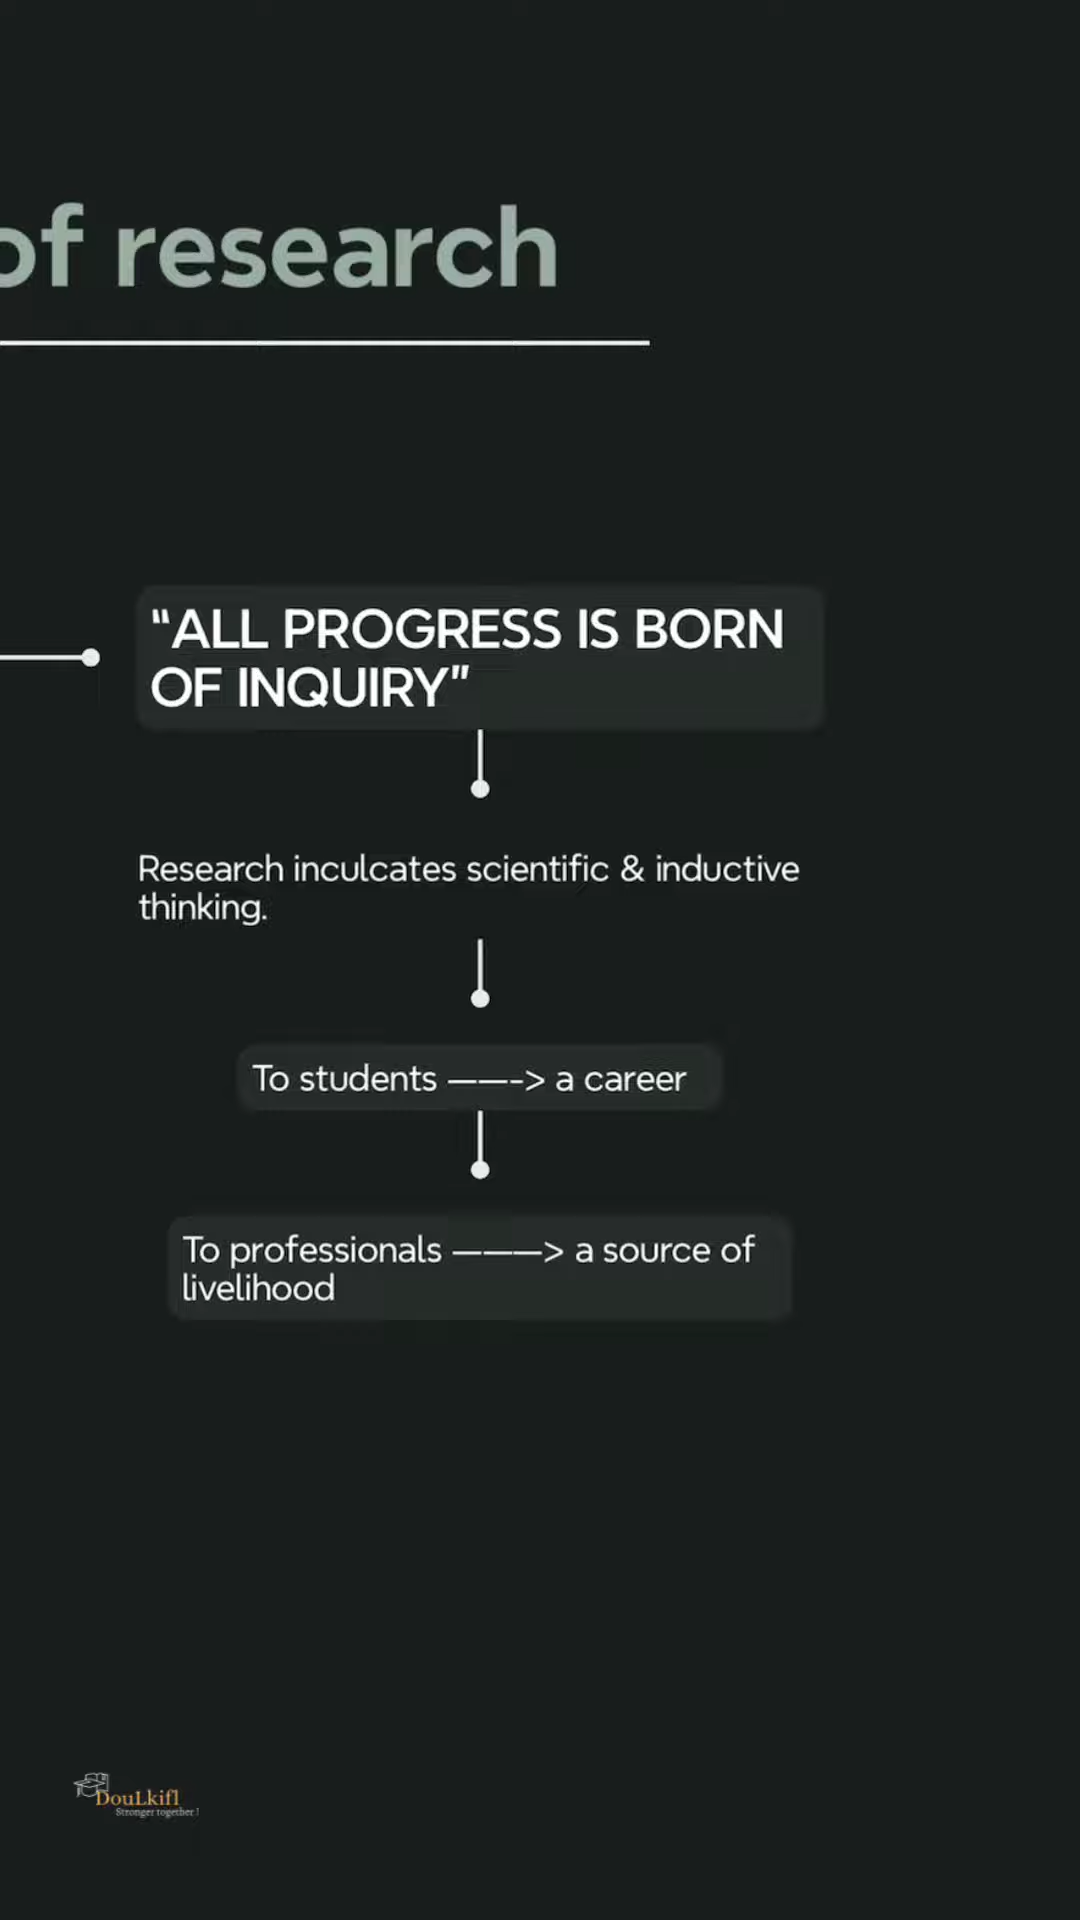 of research
“ALL PROGRESS IS BORN
OF INQUIRY”
Research inculcates scientific & inductive
thinking.
To students ——-> a career
To professionals ———> a source of
livelihood
DouLkifl
Stronger together !